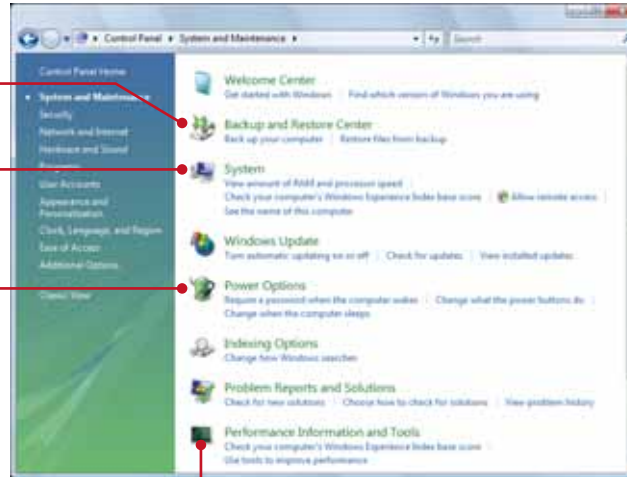 Control Panel ▸ System and Maintenance ▸
Search
Control Panel Home
System and Maintenance
Security
Network and Internet
Hardware and Sound
Programs
User Accounts
Appearance and
Personalization
Clock, Language, and Region
Ease of Access
Additional Options
Classic View
Welcome Center
Get started with Windows | Find which version of Windows you are using
Backup and Restore Center
Back up your computer | Restore files from backup
System
View amount of RAM and processor speed |
Check your computer's Windows Experience Index base score | Allow remote access |
See the name of this computer
Windows Update
Turn automatic updating on or off | Check for updates | View installed updates
Power Options
Require a password when the computer wakes | Change what the power buttons do |
Change when the computer sleeps
Indexing Options
Change how Windows searches
Problem Reports and Solutions
Check for new solutions | Choose how to check for solutions | View problem history
Performance Information and Tools
Check your computer's Windows Experience Index base score |
Use tools to improve performance